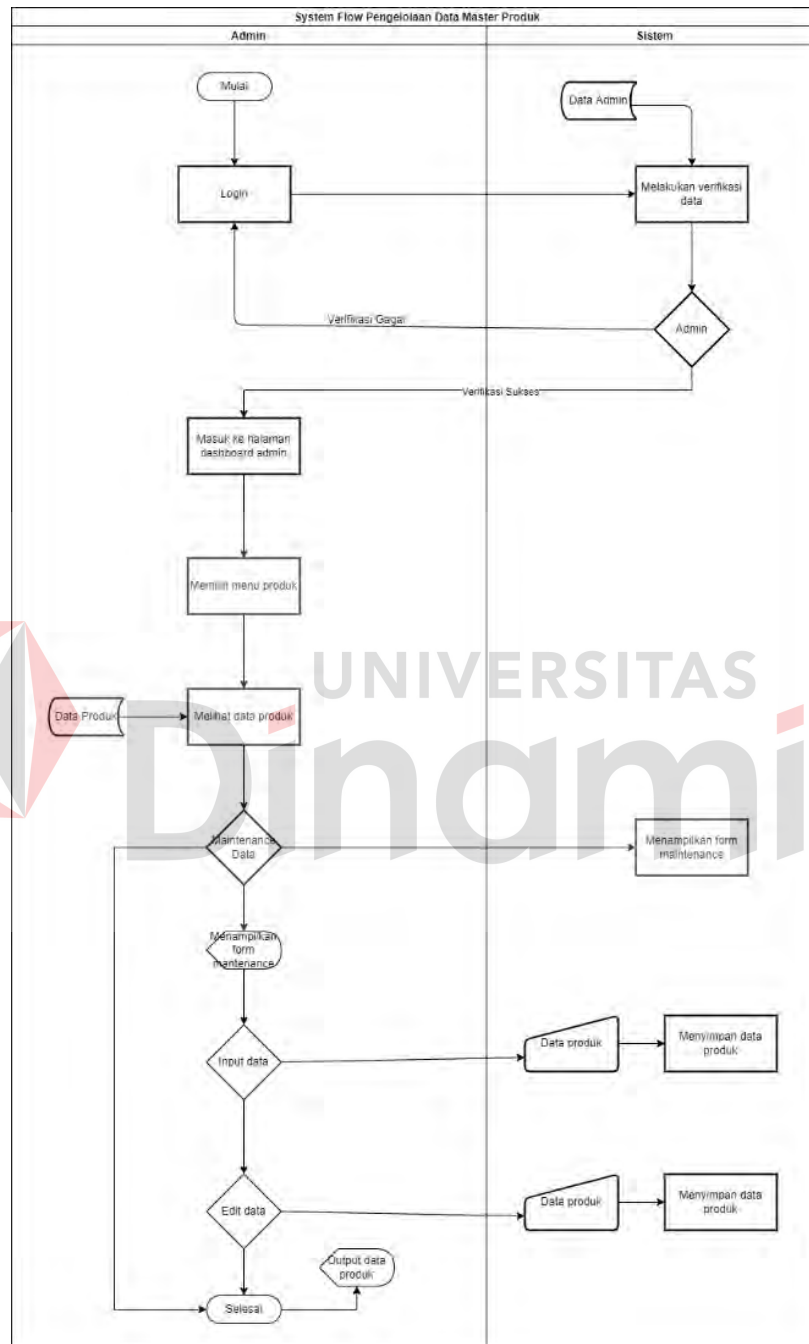 System Flow Pengelolaan Data Master Produk
Admin
Sistem
Mulai
Data Admin
Login
Melakukan verifikasi
data
Verifikasi Gagal
Admin
Verifikasi Sukses
Masuk ke halaman
dashboard admin
Memilih menu produk
UNIVERSITAS
Dinami
Data Produk
Melihat data produk
Maintenance
Data
Menampilkan form
maintenance
Menampilkan
form
mantenance
Input data
Data produk
Menyimpan data
produk
Edit data
Data produk
Menyimpan data
produk
Output data
produk
Selesai